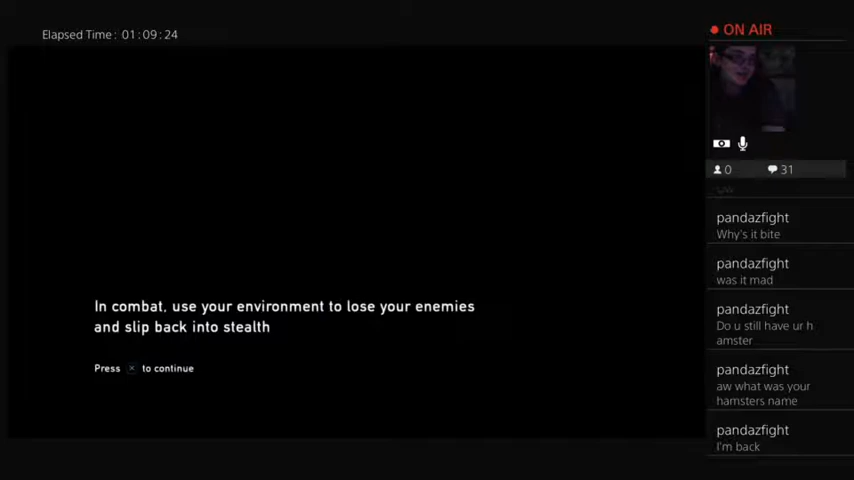 Elapsed Time: 01:09:24
ON AIR
0 31
pandazfight
Why's it bite
pandazfight
was it mad
In combat, use your environment to lose your enemies
and slip back into stealth
Press × to continue
pandazfight
Do u still have ur h
amster
pandazfight
aw what was your
hamsters name
pandazfight
I'm back